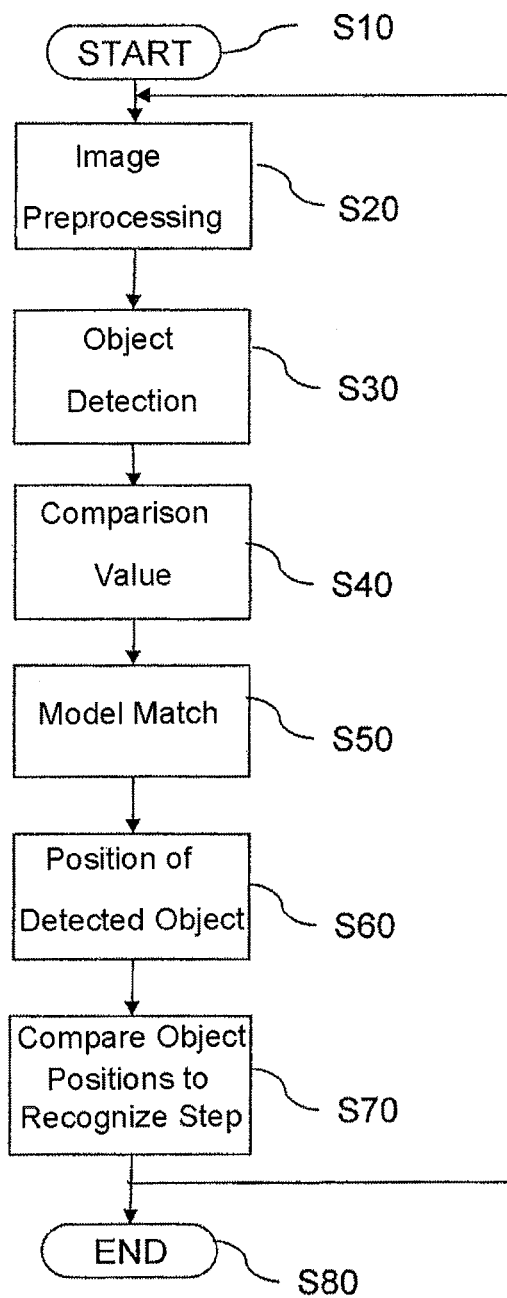 START
S10
Image
Preprocessing
S20
Object
Detection
S30
Comparison
Value
S40
Model Match
S50
Position of
Detected Object
S60
Compare Object
Positions to
Recognize Step
S70
END
S80